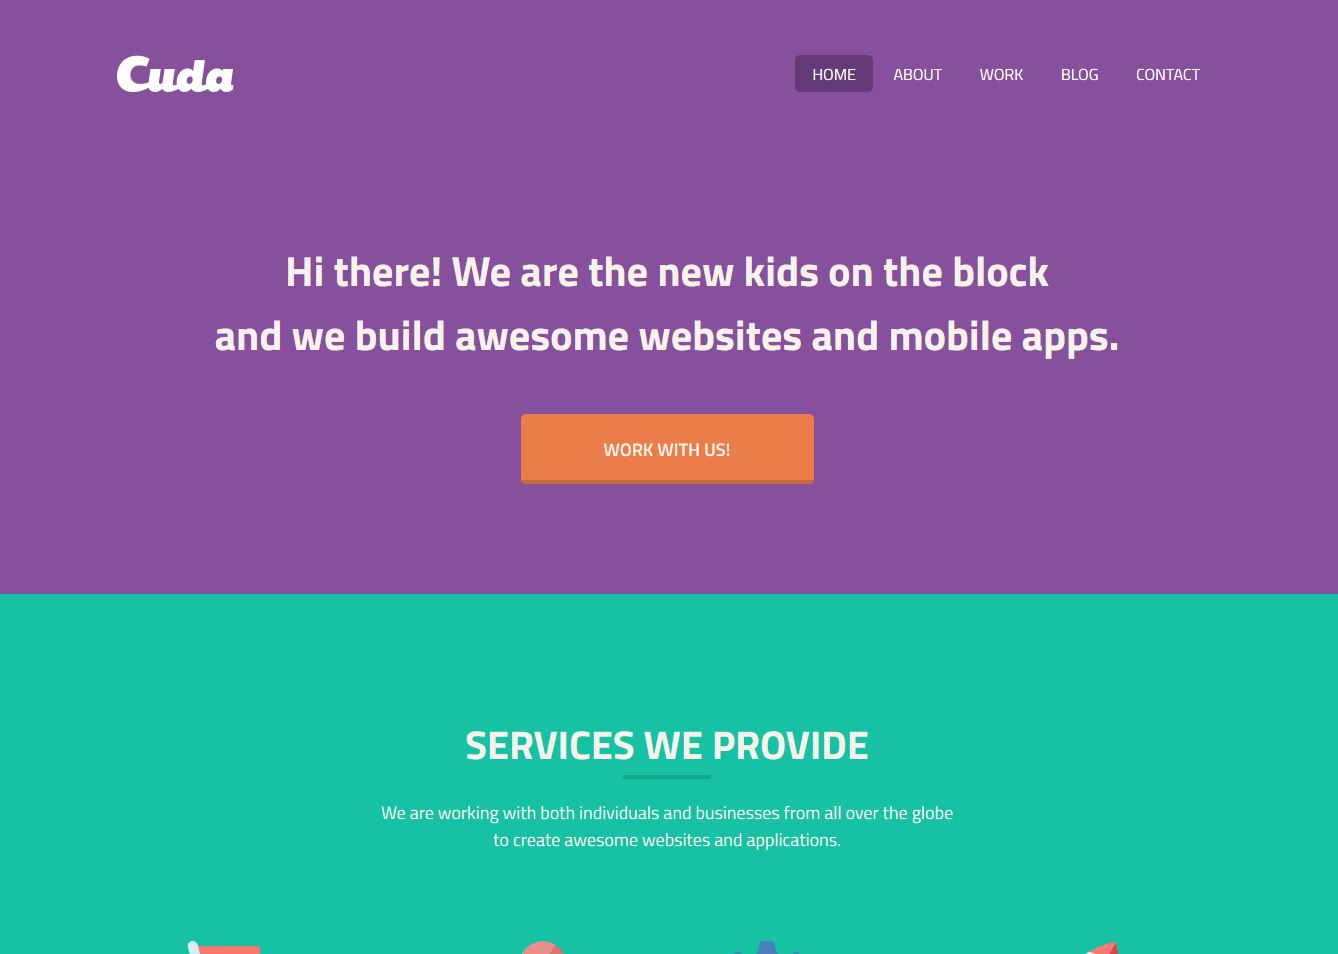 Cuda
HOME ABOUT WORK BLOG CONTACT
Hi there! We are the new kids on the block
and we build awesome websites and mobile apps.
WORK WITH US!
SERVICES WE PROVIDE
We are working with both individuals and businesses from all over the globe
to create awesome websites and applications.